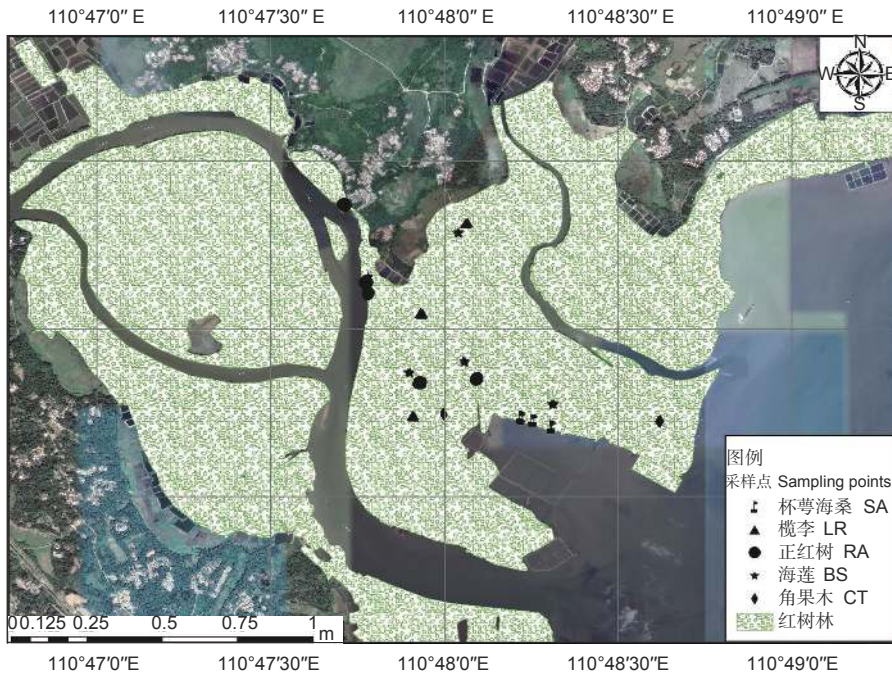 110°47′0″ E 110°47′30″ E 110°48′0″ E 110°48′30″ E 110°49′0″ E
N
W E
S
图例
采样点 Sampling points
杯萼海桑 SA
榄李 LR
正红树 RA
海莲 BS
角果木 CT
红树林
0 0.125 0.25 0.5 0.75 1
m
110°47′0″E 110°47′30″E 110°48′0″E 110°48′30″E 110°49′0″E